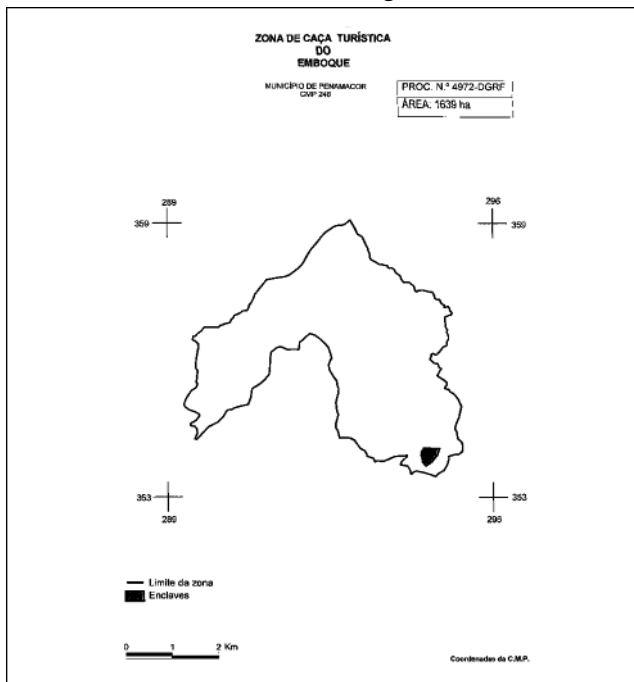 ZONA DE CAÇA TURÍSTICA
DO
EMBOQUE
MUNICÍPIO DE PENAMACOR
CMP 248
PROC. N.º 4972-DGRF
ÁREA: 1639 ha
289
296
359
359
353
353
289
296
Limite da zona
Enclaves
0 1 2 Km
Coordenadas da C.M.P.